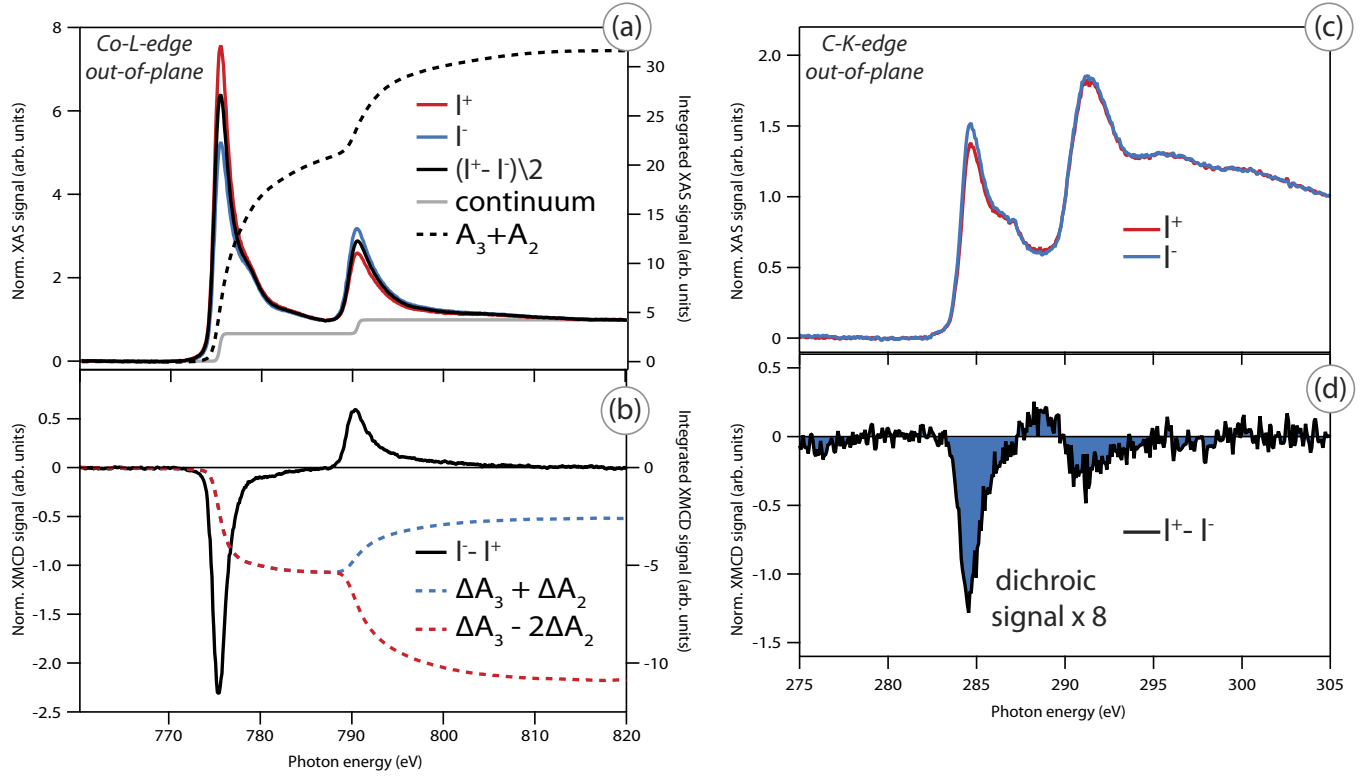 (a)
Co-L-edge
out-of-plane
Norm. XAS signal (arb. units)
8
6
4
2
0
I⁺
I⁻
(I⁺- I⁻)\2
continuum
A₃+A₂
30
25
20
15
10
5
0
Integrated XAS signal (arb. units)
(b)
Norm. XMCD signal (arb. units)
0.5
0
-0.5
-1.0
-1.5
-2.0
-2.5
I⁻- I⁺
ΔA₃ + ΔA₂
ΔA₃ - 2ΔA₂
0
-5
-10
Integrated XMCD signal (arb. units)
770
780
790
800
810
820
Photon energy (eV)
(c)
C-K-edge
out-of-plane
Norm. XAS signal (arb. units)
2.0
1.5
1.0
0.5
0
I⁺
I⁻
(d)
Norm. XMCD signal (arb. units)
0.5
0
-0.5
-1.0
-1.5
I⁺- I⁻
dichroic
signal x 8
275
280
285
290
295
300
305
Photon energy (eV)